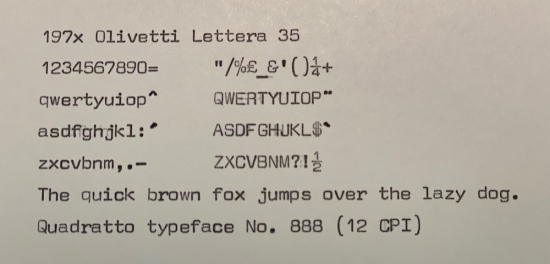 197x Olivetti Lettera 35
1234567890= "/%£_&'()¼+
qwertyuiop^ QWERTYUIOP"
asdfghjkl:´ ASDFGHJKL$`
zxcvbnm,.- ZXCVBNM?!½
The quick brown fox jumps over the lazy dog.
Quadratto typeface No. 888 (12 CPI)